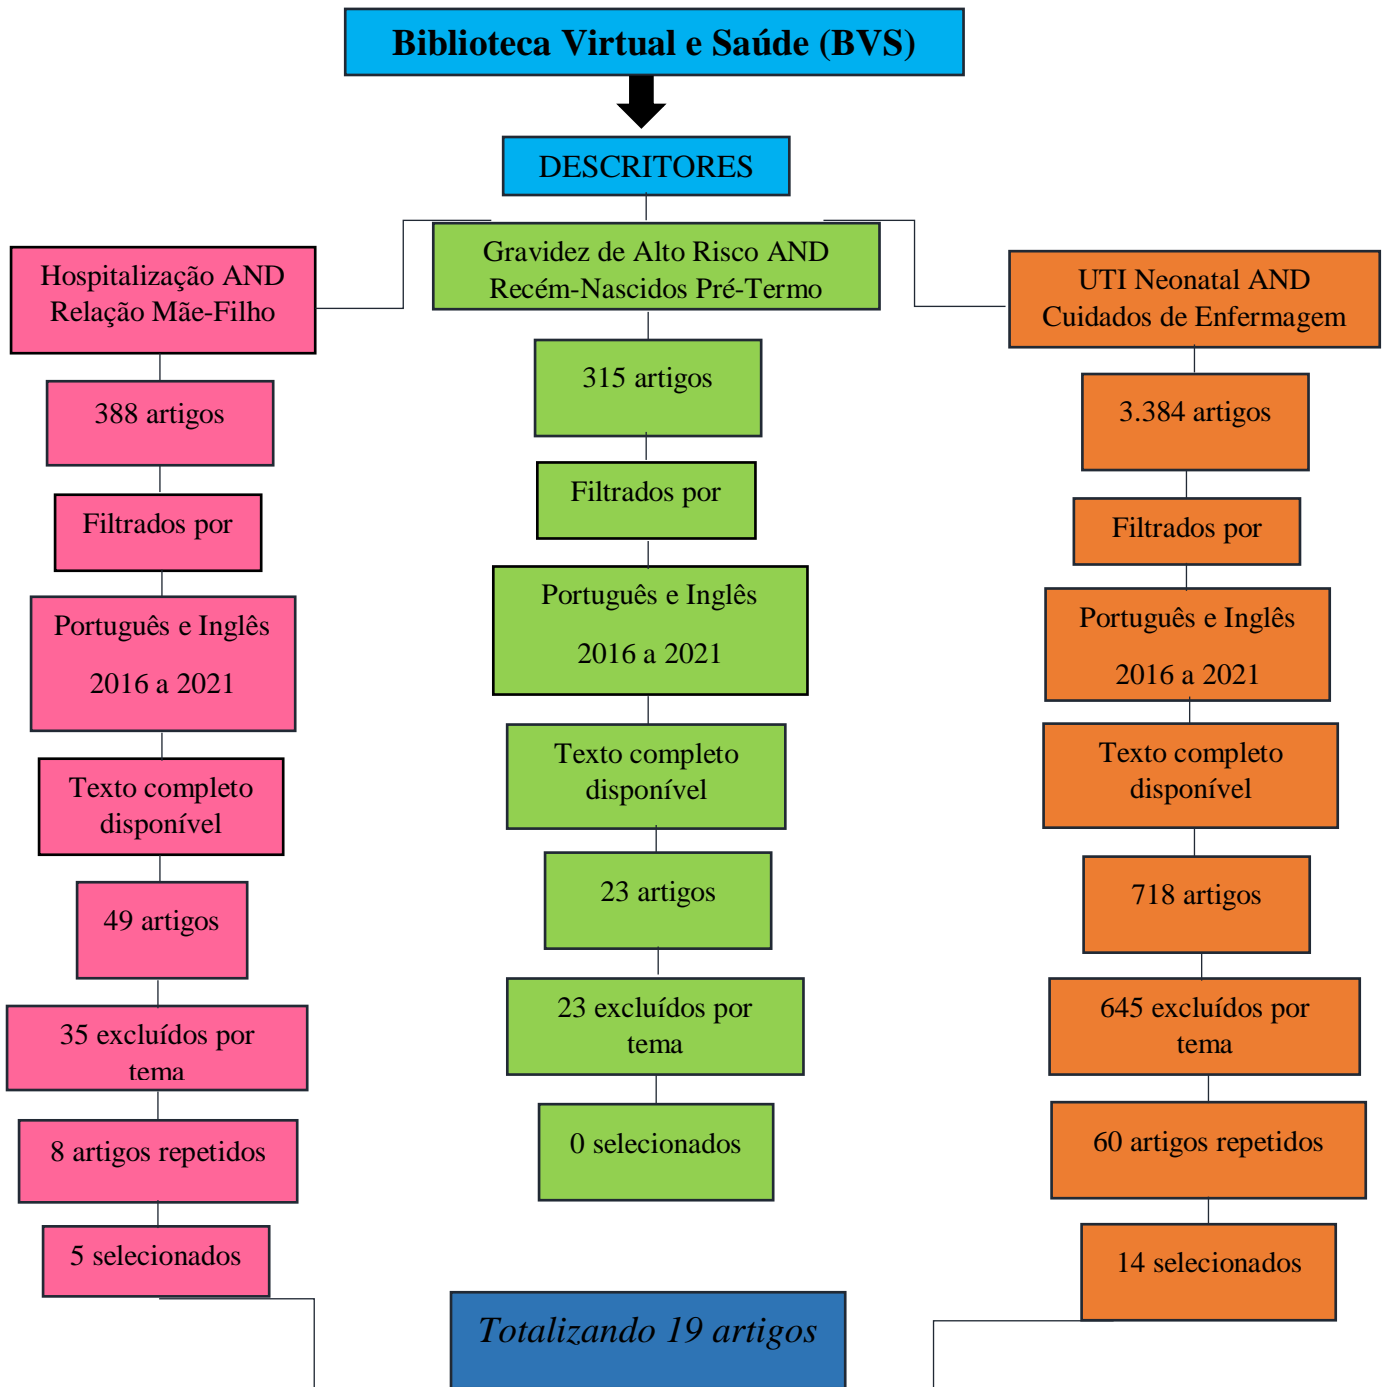 Biblioteca Virtual e Saúde (BVS)
DESCRITORES
Hospitalização AND
Relação Mãe-Filho
388 artigos
Filtrados por
Português e Inglês
2016 a 2021
Texto completo
disponível
49 artigos
35 excluídos por
tema
8 artigos repetidos
5 selecionados
Gravidez de Alto Risco AND
Recém-Nascidos Pré-Termo
315 artigos
Filtrados por
Português e Inglês
2016 a 2021
Texto completo
disponível
23 artigos
23 excluídos por
tema
0 selecionados
UTI Neonatal AND
Cuidados de Enfermagem
3.384 artigos
Filtrados por
Português e Inglês
2016 a 2021
Texto completo
disponível
718 artigos
645 excluídos por
tema
60 artigos repetidos
14 selecionados
Totalizando 19 artigos